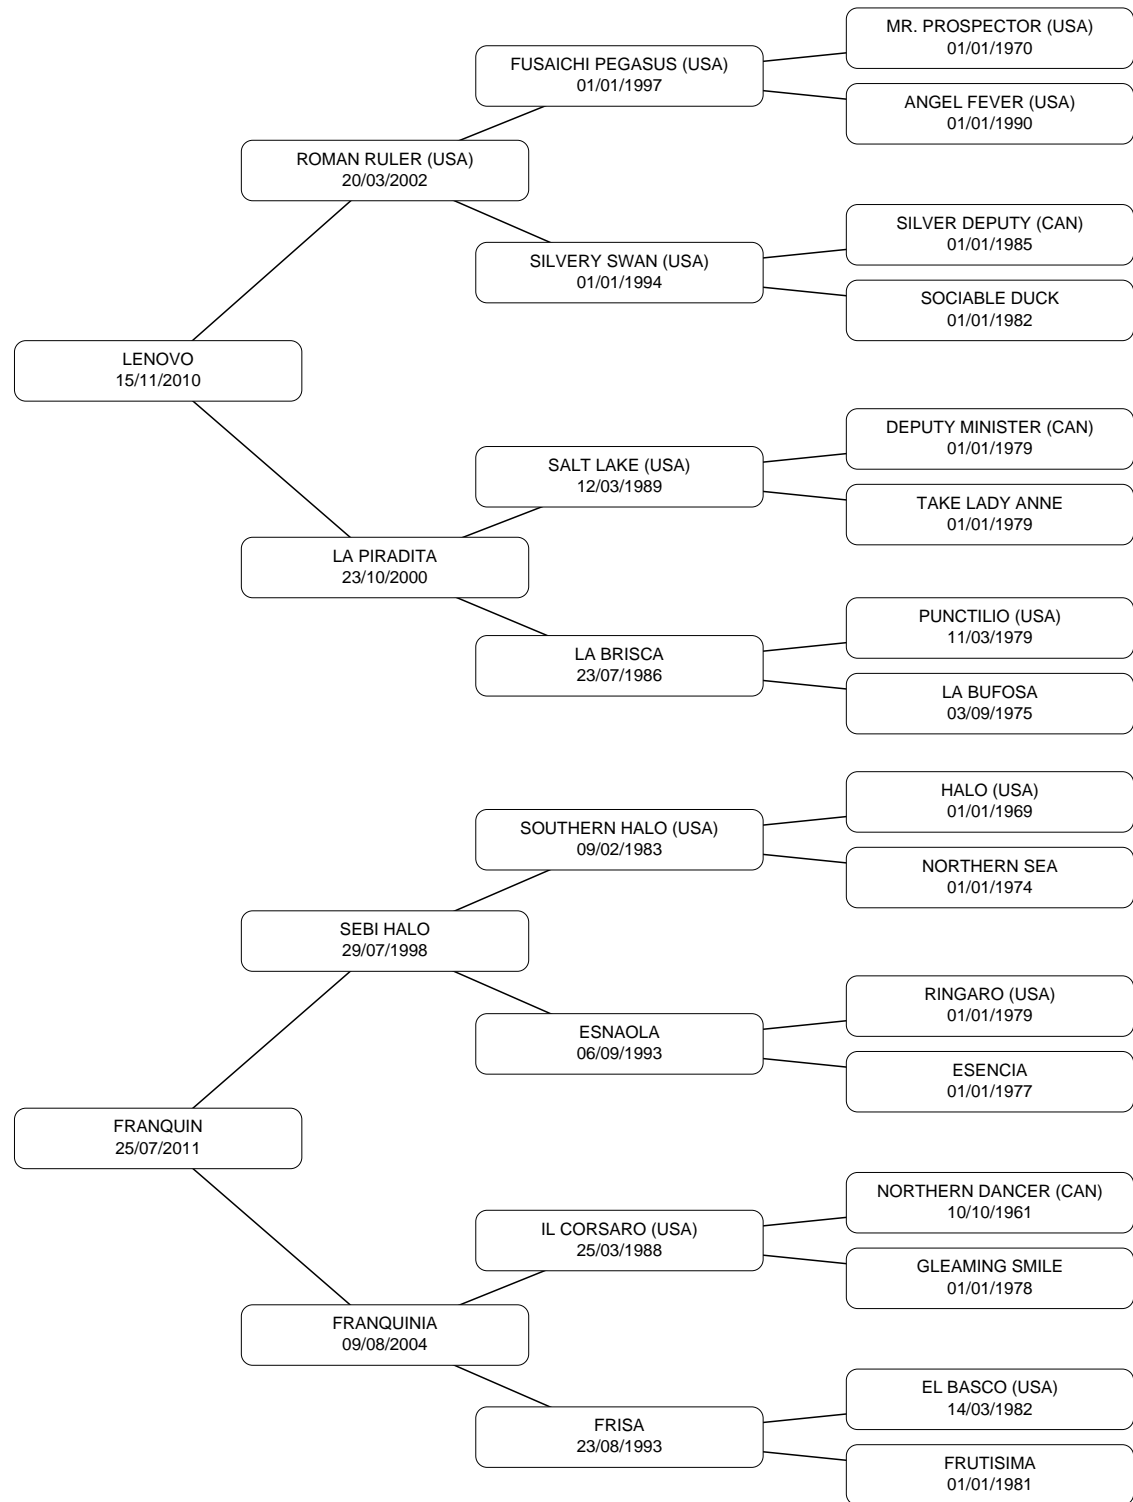 MR. PROSPECTOR (USA)
01/01/1970
FUSAICHI PEGASUS (USA)
01/01/1997
ANGEL FEVER (USA)
01/01/1990
ROMAN RULER (USA)
20/03/2002
SILVER DEPUTY (CAN)
01/01/1985
SILVERY SWAN (USA)
01/01/1994
SOCIABLE DUCK
01/01/1982
LENOVO
15/11/2010
DEPUTY MINISTER (CAN)
01/01/1979
SALT LAKE (USA)
12/03/1989
TAKE LADY ANNE
01/01/1979
LA PIRADITA
23/10/2000
PUNCTILIO (USA)
11/03/1979
LA BRISCA
23/07/1986
LA BUFOSA
03/09/1975
HALO (USA)
01/01/1969
SOUTHERN HALO (USA)
09/02/1983
NORTHERN SEA
01/01/1974
SEBI HALO
29/07/1998
RINGARO (USA)
01/01/1979
ESNAOLA
06/09/1993
ESENCIA
01/01/1977
FRANQUIN
25/07/2011
NORTHERN DANCER (CAN)
10/10/1961
IL CORSARO (USA)
25/03/1988
GLEAMING SMILE
01/01/1978
FRANQUINIA
09/08/2004
EL BASCO (USA)
14/03/1982
FRISA
23/08/1993
FRUTISIMA
01/01/1981